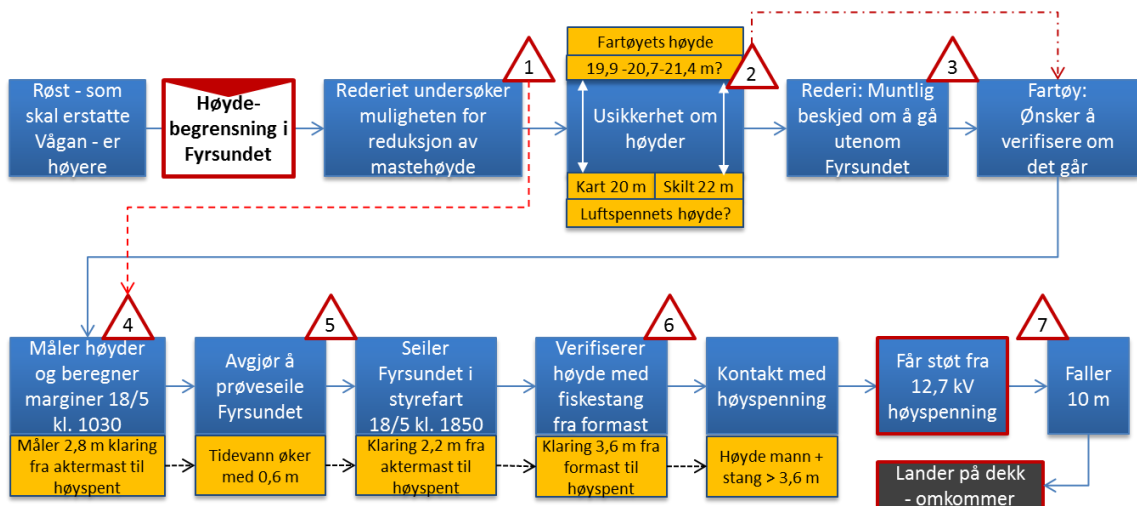 Røst - som
skal erstatte
Vågan - er
høyere
Høyde-
begrensning i
Fyrsundet
Rederiet undersøker
muligheten for
reduksjon av
mastehøyde
1
Fartøyets høyde
19,9 -20,7-21,4 m?
Usikkerhet om
høyder
Kart 20 m
Skilt 22 m
Luftspennets høyde?
2
Rederi: Muntlig
beskjed om å gå
utenom
Fyrsundet
3
Fartøy:
Ønsker å
verifisere om
det går
4
Måler høyder
og beregner
marginer 18/5
kl. 1030
Måler 2,8 m klaring
fra aktermast til
høyspent
Avgjør å
prøveseile
Fyrsundet
Tidevann øker
med 0,6 m
5
Seiler
Fyrsundet i
styrefart
18/5 kl. 1850
Klaring 2,2 m fra
aktermast til
høyspent
Verifiserer
høyde med
fiskestang
fra formast
Klaring 3,6 m fra
formast til
høyspent
6
Kontakt med
høyspenning
Høyde mann +
stang > 3,6 m
Får støt fra
12,7 kV
høyspenning
7
Faller
10 m
Lander på dekk
- omkommer